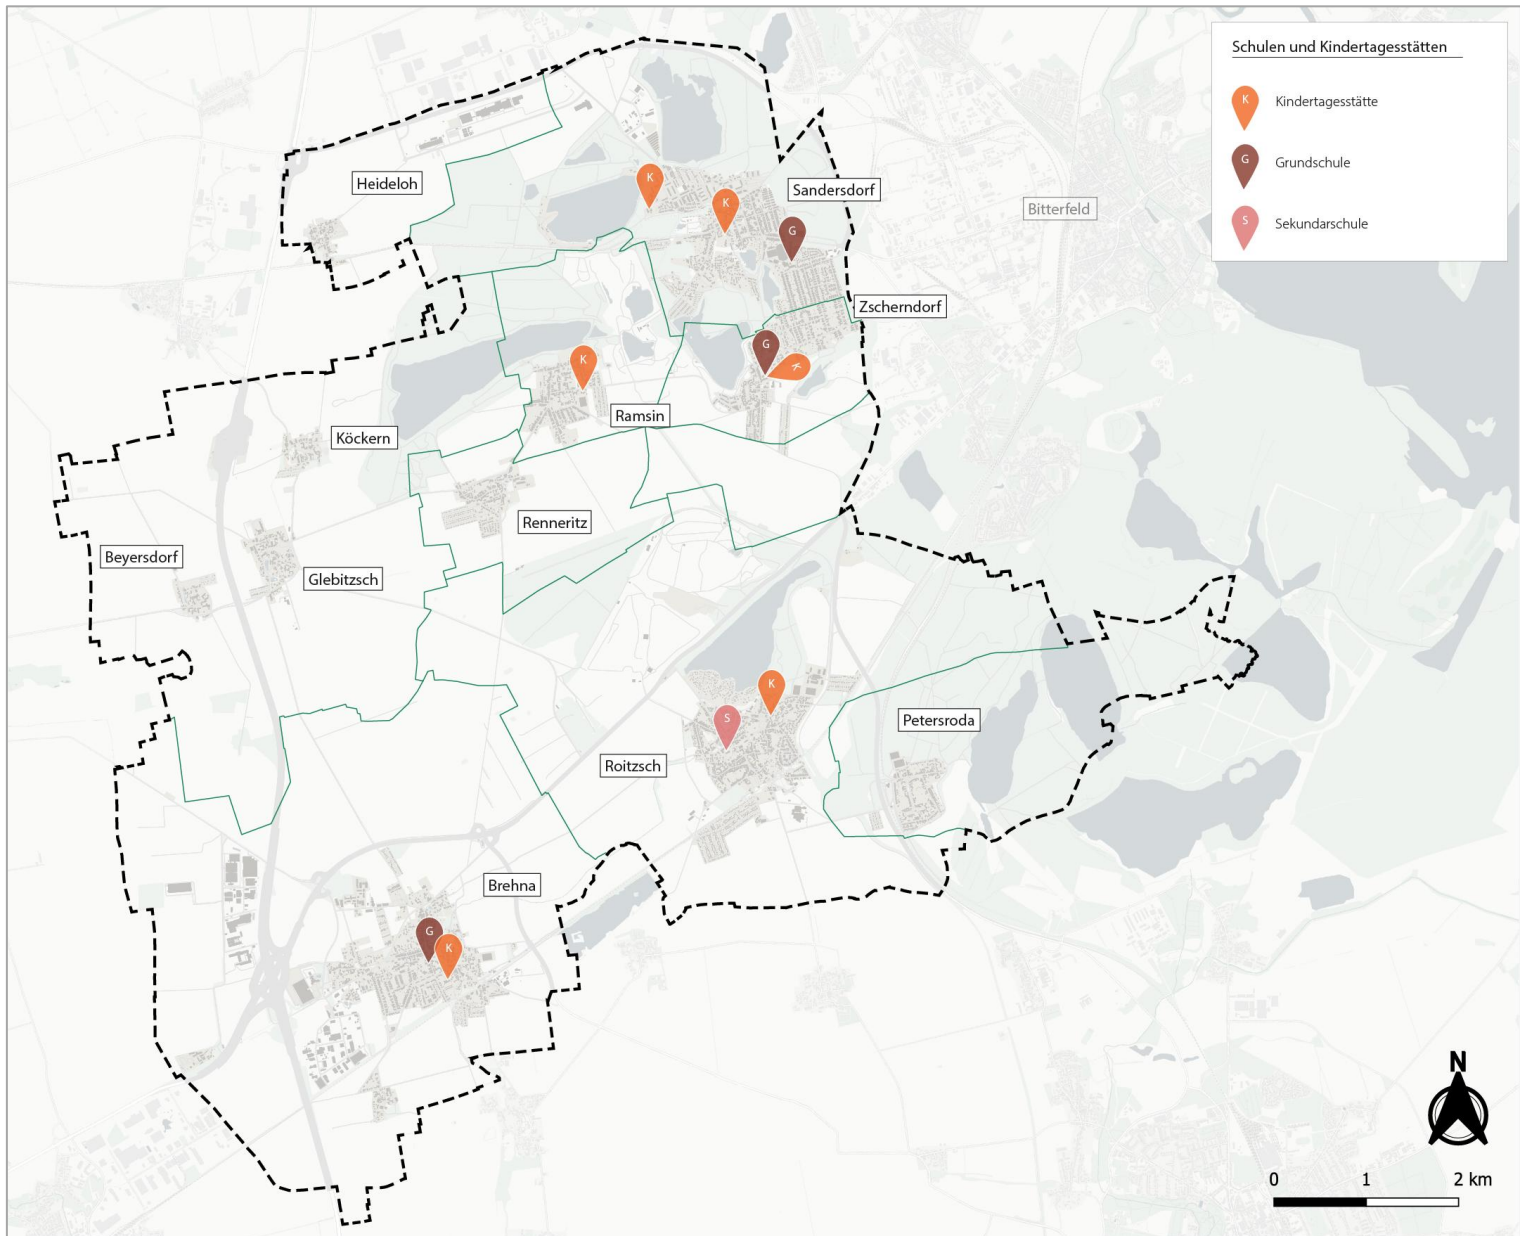 Schulen und Kindertagesstätten
K Kindertagesstätte
G Grundschule
S Sekundarschule
Heideloh
K
K
Sandersdorf
Bitterfeld
G
Zscherndorf
G
K
K
Ramsin
Köckern
Renneritz
Beyersdorf
Glebitzsch
K
S
Petersroda
Roitzsch
Brehna
G
K
N
0 1 2 km